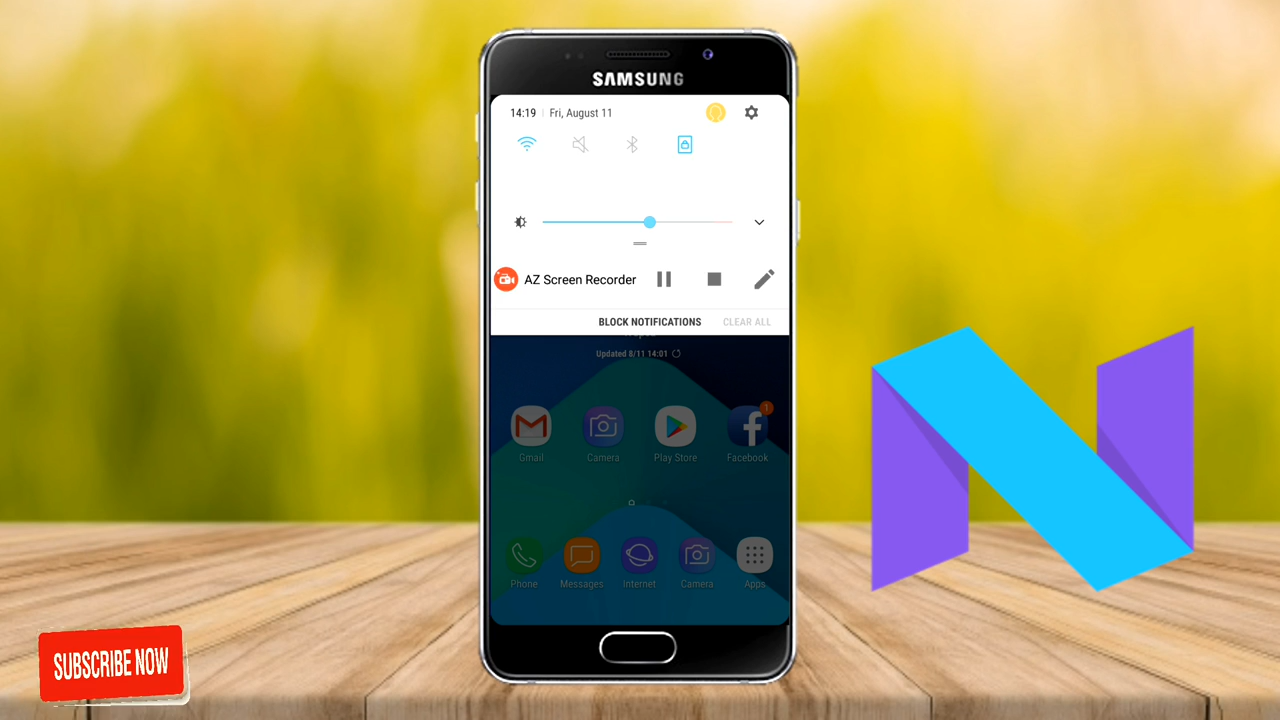 SAMSUNG
14:19 Fri, August 11
AZ Screen Recorder
BLOCK NOTIFICATIONS CLEAR ALL
Updated 8/11 14:01
1
Gmail Camera Play Store Facebook
Phone Messages Internet Camera Apps
SUBSCRIBE NOW